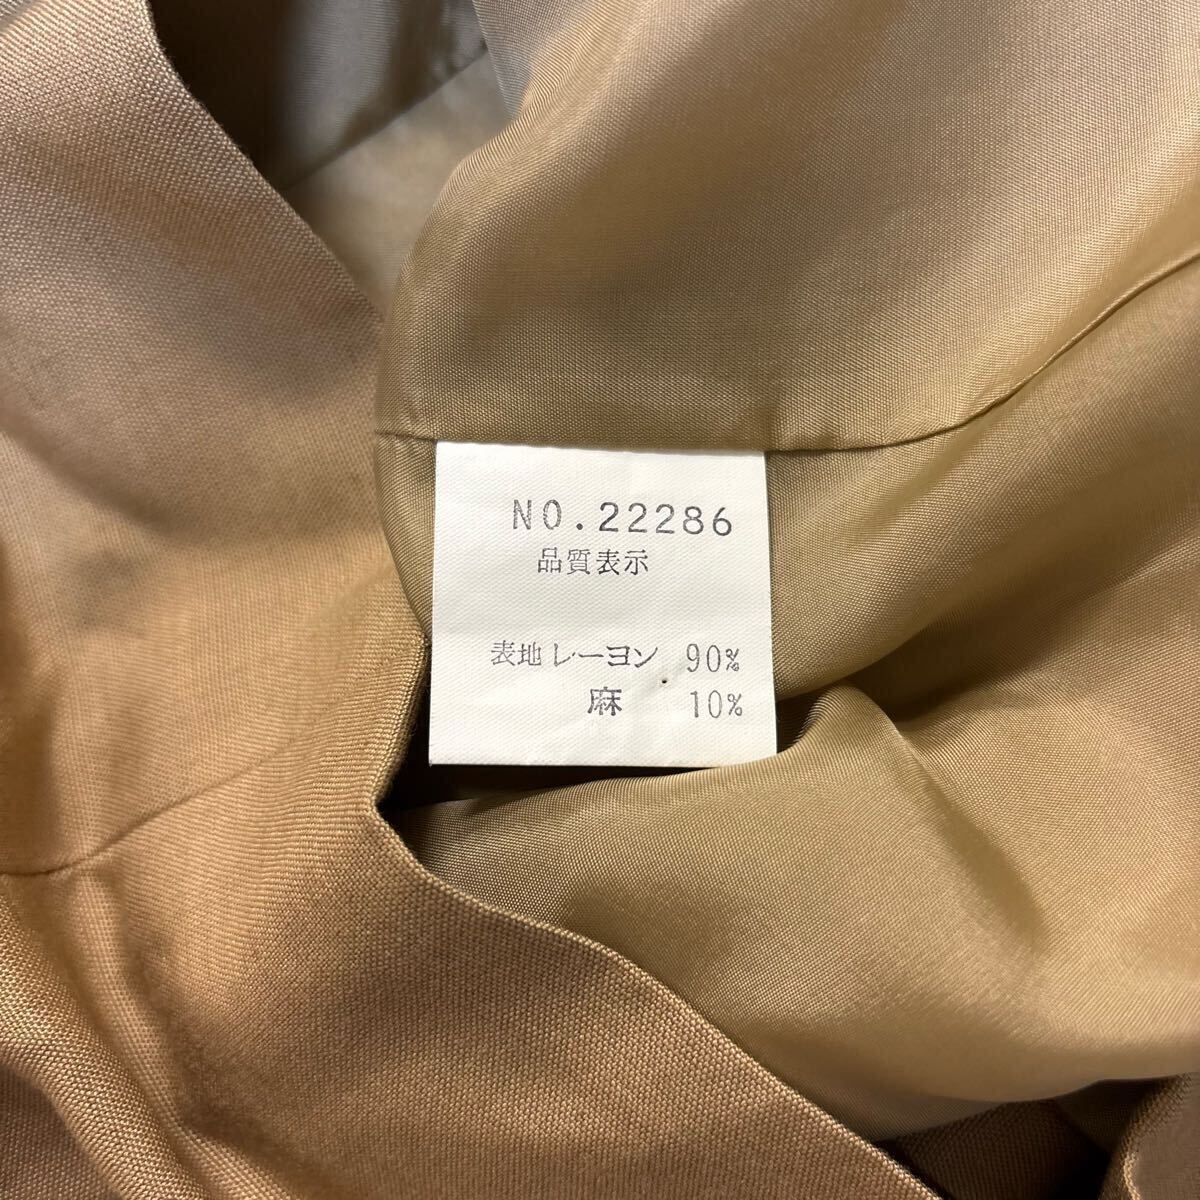 NO.22286
品質表示
表地 レーヨン 90%
麻 10%